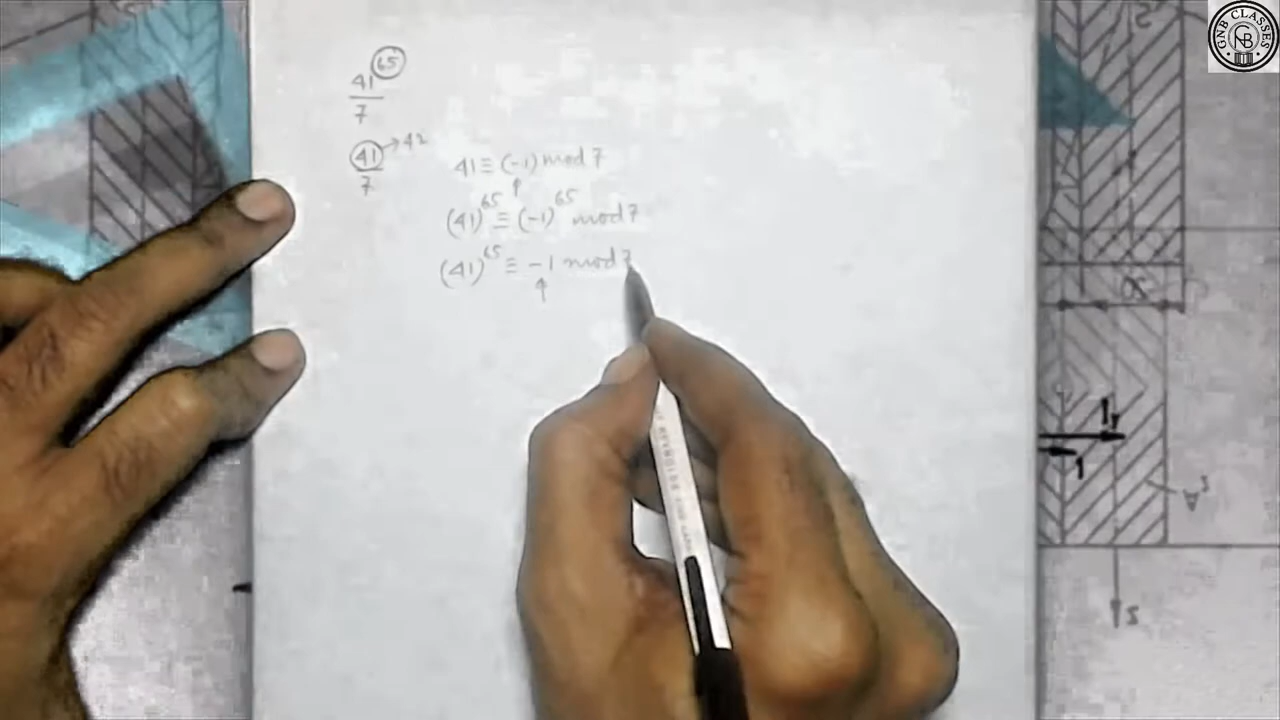 GNB CLASSES
41^65
7
41 → 42
7
41 ≡ (-1) mod 7
(41)^65 ≡ (-1)^65 mod 7
(41)^65 ≡ -1 mod 7